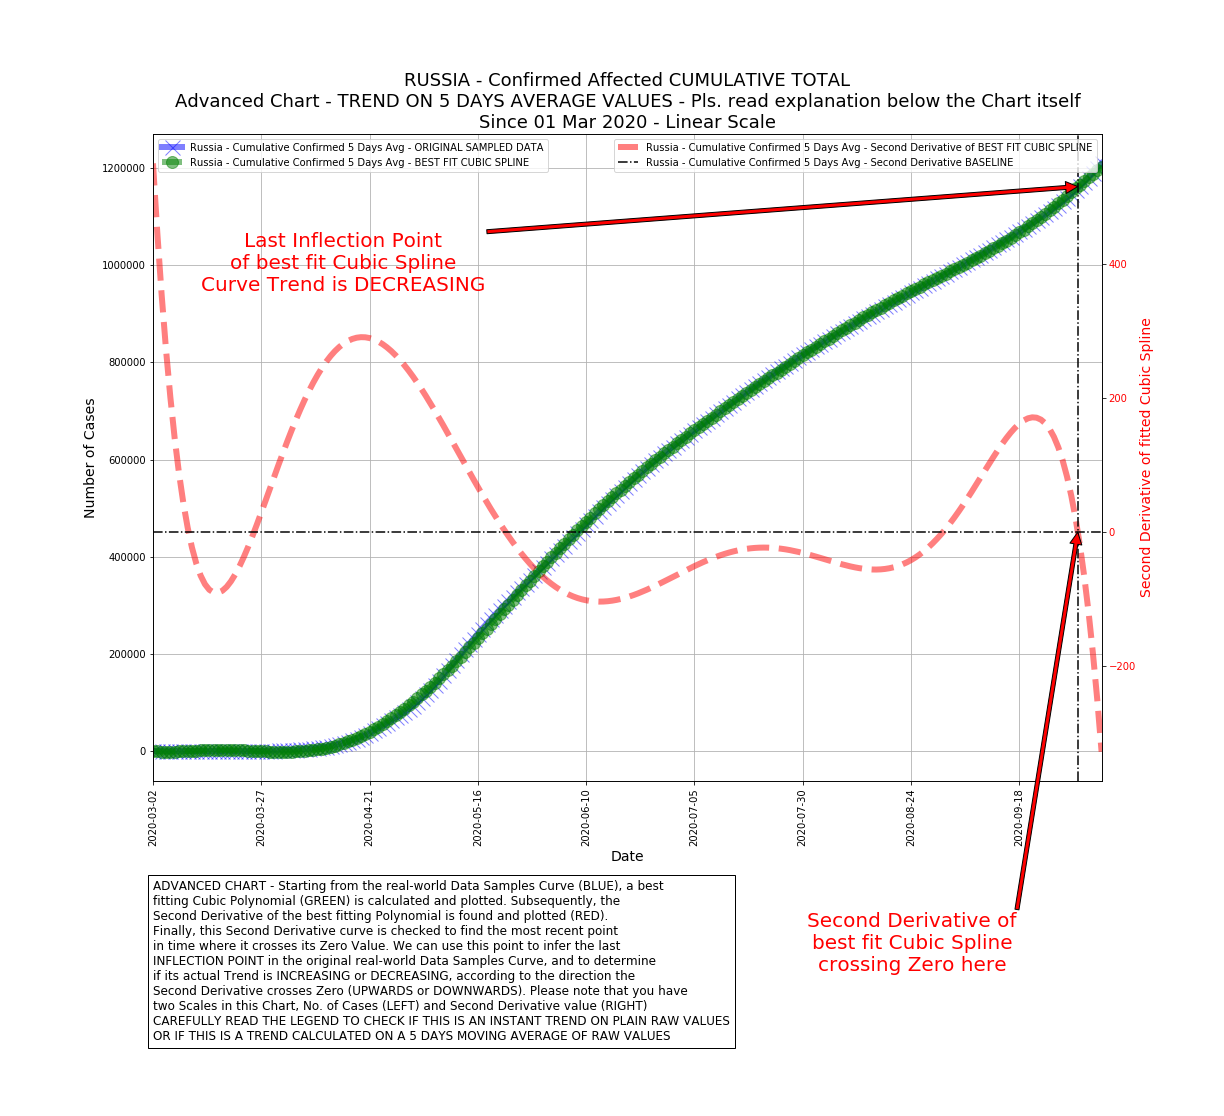 RUSSIA - Confirmed Affected CUMULATIVE TOTAL
Advanced Chart - TREND ON 5 DAYS AVERAGE VALUES - Pls. read explanation below the Chart itself
Since 01 Mar 2020 - Linear Scale
Russia - Cumulative Confirmed 5 Days Avg - ORIGINAL SAMPLED DATA
Russia - Cumulative Confirmed 5 Days Avg - BEST FIT CUBIC SPLINE
Russia - Cumulative Confirmed 5 Days Avg - Second Derivative of BEST FIT CUBIC SPLINE
Russia - Cumulative Confirmed 5 Days Avg - Second Derivative BASELINE
Last Inflection Point
of best fit Cubic Spline
Curve Trend is DECREASING
Number of Cases
1200000
1000000
800000
600000
400000
200000
0
400
200
0
−200
Second Derivative of fitted Cubic Spline
2020-03-02
2020-03-27
2020-04-21
2020-05-16
2020-06-10
2020-07-05
2020-07-30
2020-08-24
2020-09-18
Date
ADVANCED CHART - Starting from the real-world Data Samples Curve (BLUE), a best
fitting Cubic Polynomial (GREEN) is calculated and plotted. Subsequently, the
Second Derivative of the best fitting Polynomial is found and plotted (RED).
Finally, this Second Derivative curve is checked to find the most recent point
in time where it crosses its Zero Value. We can use this point to infer the last
INFLECTION POINT in the original real-world Data Samples Curve, and to determine
if its actual Trend is INCREASING or DECREASING, according to the direction the
Second Derivative crosses Zero (UPWARDS or DOWNWARDS). Please note that you have
two Scales in this Chart, No. of Cases (LEFT) and Second Derivative value (RIGHT)
CAREFULLY READ THE LEGEND TO CHECK IF THIS IS AN INSTANT TREND ON PLAIN RAW VALUES
OR IF THIS IS A TREND CALCULATED ON A 5 DAYS MOVING AVERAGE OF RAW VALUES
Second Derivative of
best fit Cubic Spline
crossing Zero here